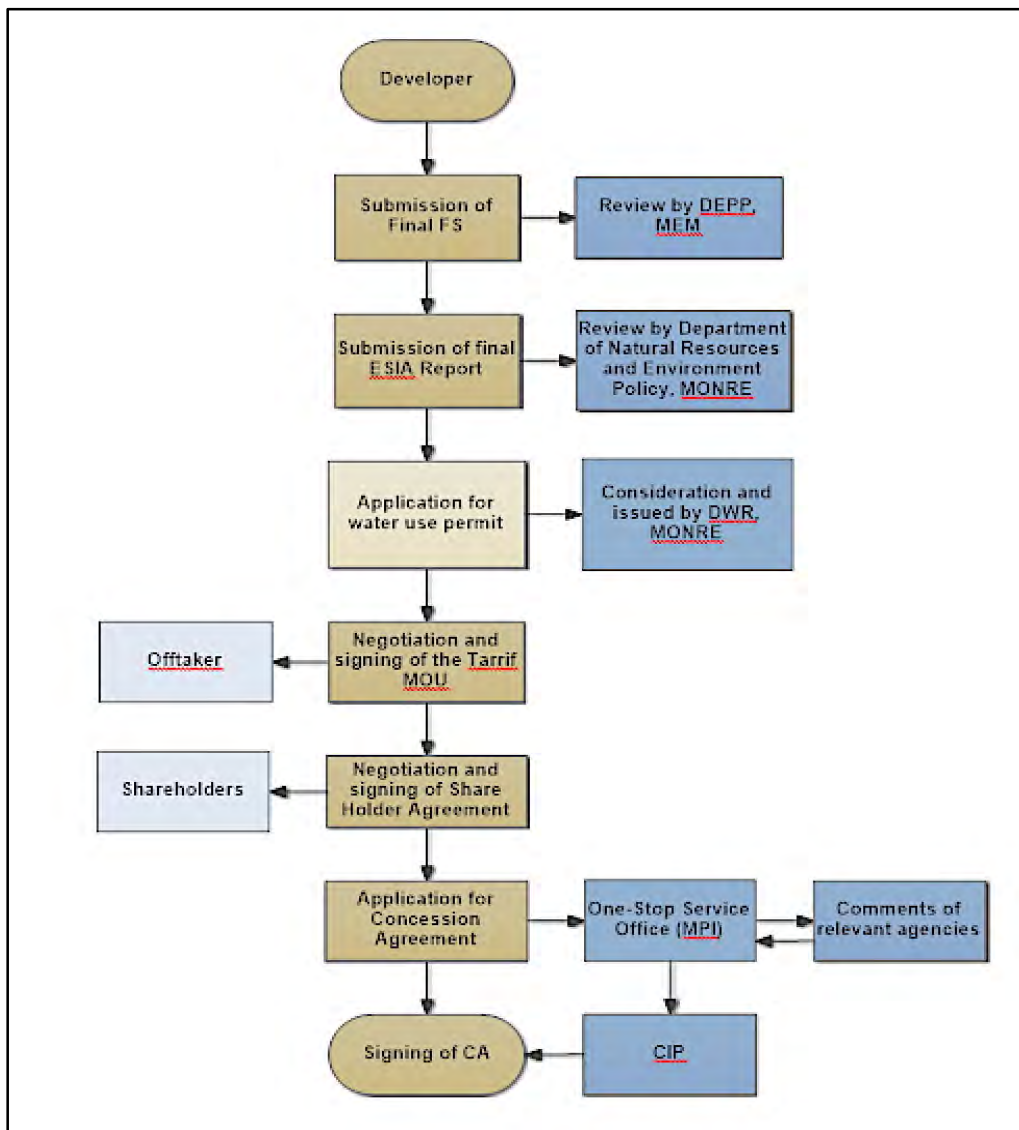 Developer
Submission of
Final FS
Review by DEPP,
MEM
Submission of final
ESIA Report
Review by Department
of Natural Resources
and Environment
Policy, MONRE
Application for
water use permit
Consideration and
issued by DWR,
MONRE
Offtaker
Negotiation and
signing of the Tarrif
MOU
Shareholders
Negotiation and
signing of Share
Holder Agreement
Application for
Concession
Agreement
One-Stop Service
Office (MPI)
Comments of
relevant agencies
Signing of CA
CIP